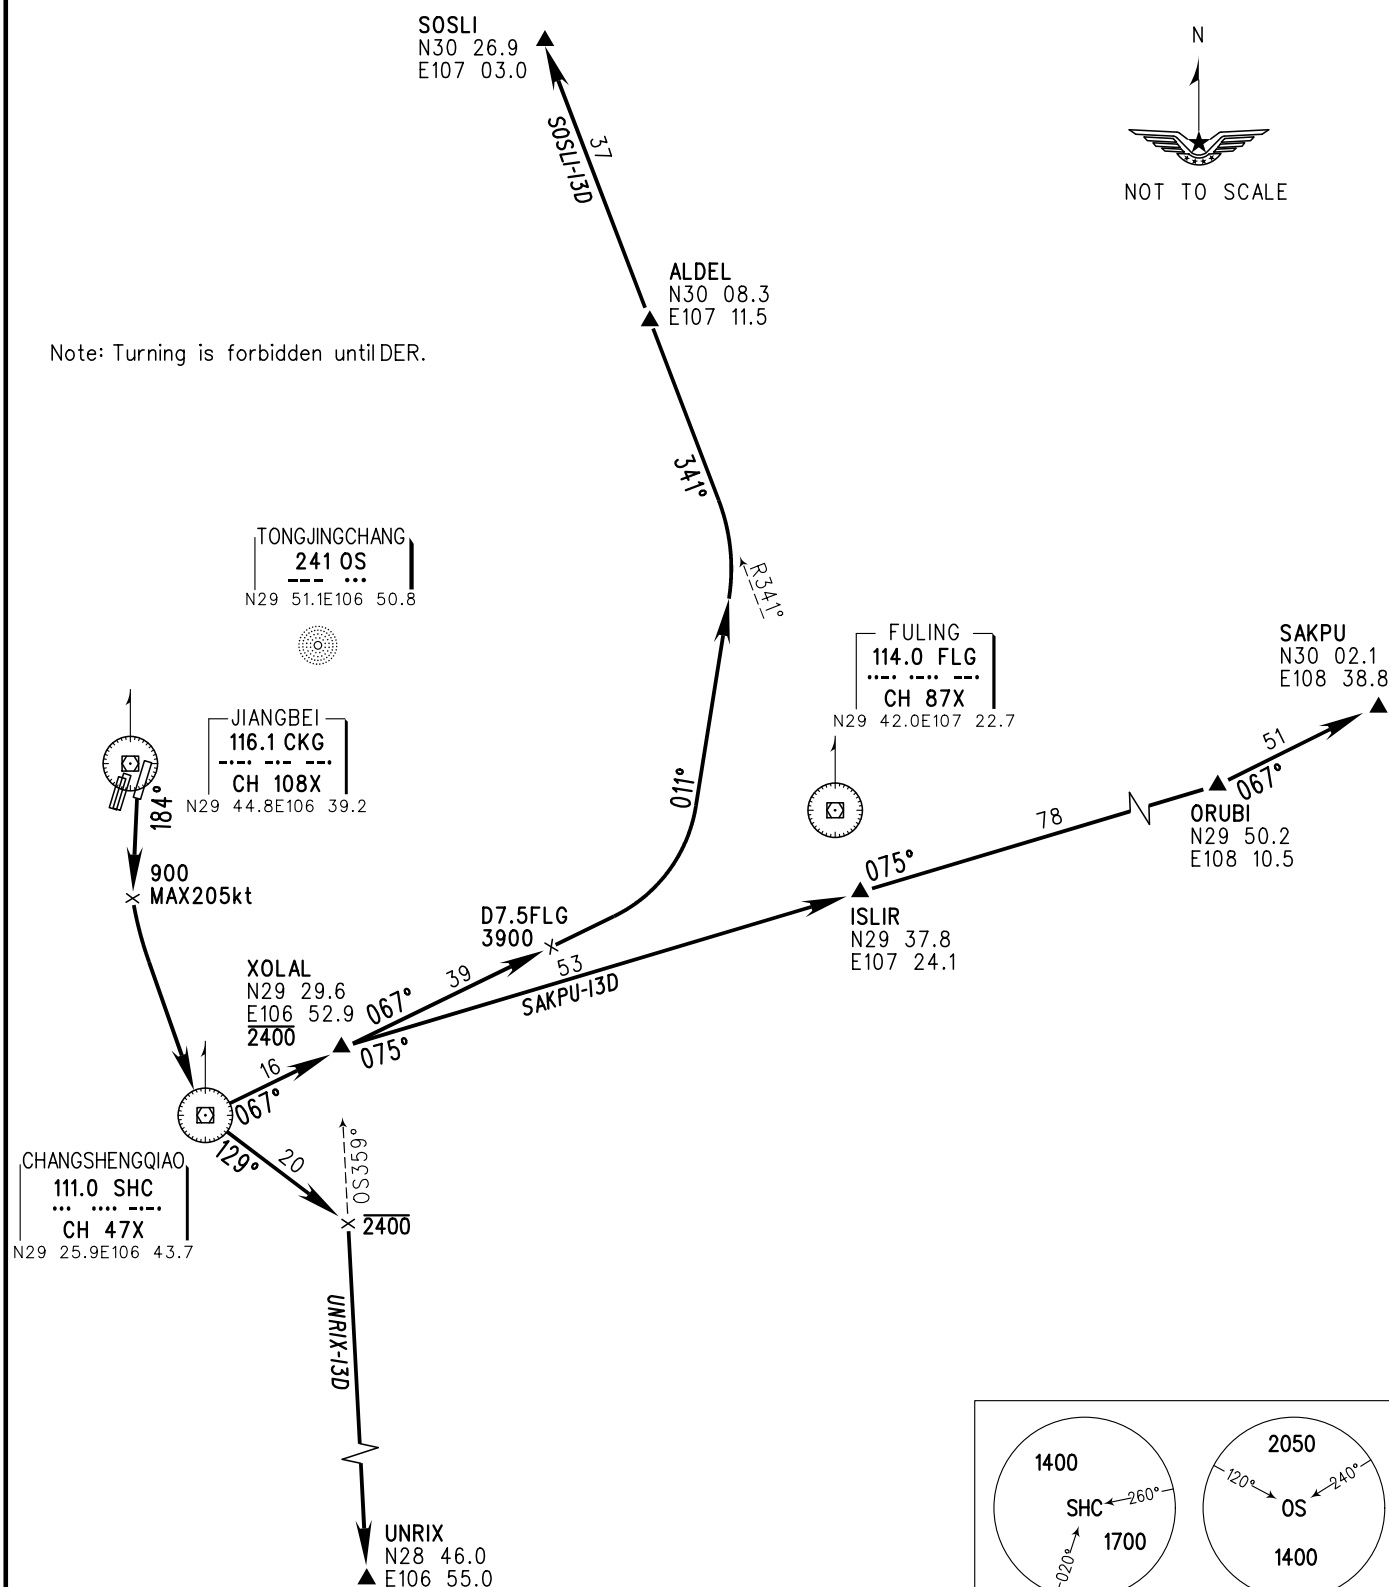 SOSLI
N30 26.9
E107 03.0
N
NOT TO SCALE
37
SOSLI-13D
ALDEL
N30 08.3
E107 11.5
Note: Turning is forbidden until DER.
341°
R341°
TONGJINGCHANG
241 OS
N29 51.1E106 50.8
JIANGBEI
116.1 CKG
CH 108X
N29 44.8E106 39.2
184°
900
MAX205kt
011°
FULING
114.0 FLG
CH 87X
N29 42.0E107 22.7
SAKPU
N30 02.1
E108 38.8
51
067°
ORUBI
N29 50.2
E108 10.5
78
075°
ISLIR
N29 37.8
E107 24.1
D7.5FLG
3900
39
53
SAKPU-13D
XOLAL
N29 29.6
E106 52.9
2400
067°
075°
16
067°
129°
20
CHANGSHENGQIAO
111.0 SHC
CH 47X
N29 25.9E106 43.7
OS359°
2400
UNRIX-13D
UNRIX
N28 46.0
E106 55.0
1400
SHC
260°
1700
020°
2050
120°
240°
OS
1400